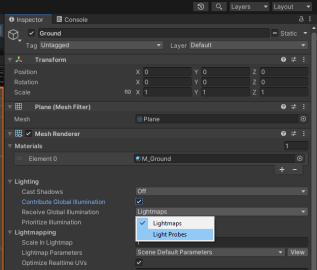 Layers Layout
Inspector Console
Ground Static
Tag Untagged Layer Default
Transform
Position X 0 Y 0 Z 0
Rotation X 0 Y 0 Z 0
Scale X 1 Y 1 Z 1
Plane (Mesh Filter)
Mesh Plane
Mesh Renderer
Materials 1
Element 0 M_Ground
+ −
Lighting
Cast Shadows Off
Contribute Global Illumination
Receive Global Illumination Lightmaps
Prioritize Illumination Lightmaps
Light Probes
Lightmapping
Scale In Lightmap 1
Lightmap Parameters Scene Default Parameters View
Optimize Realtime UVs